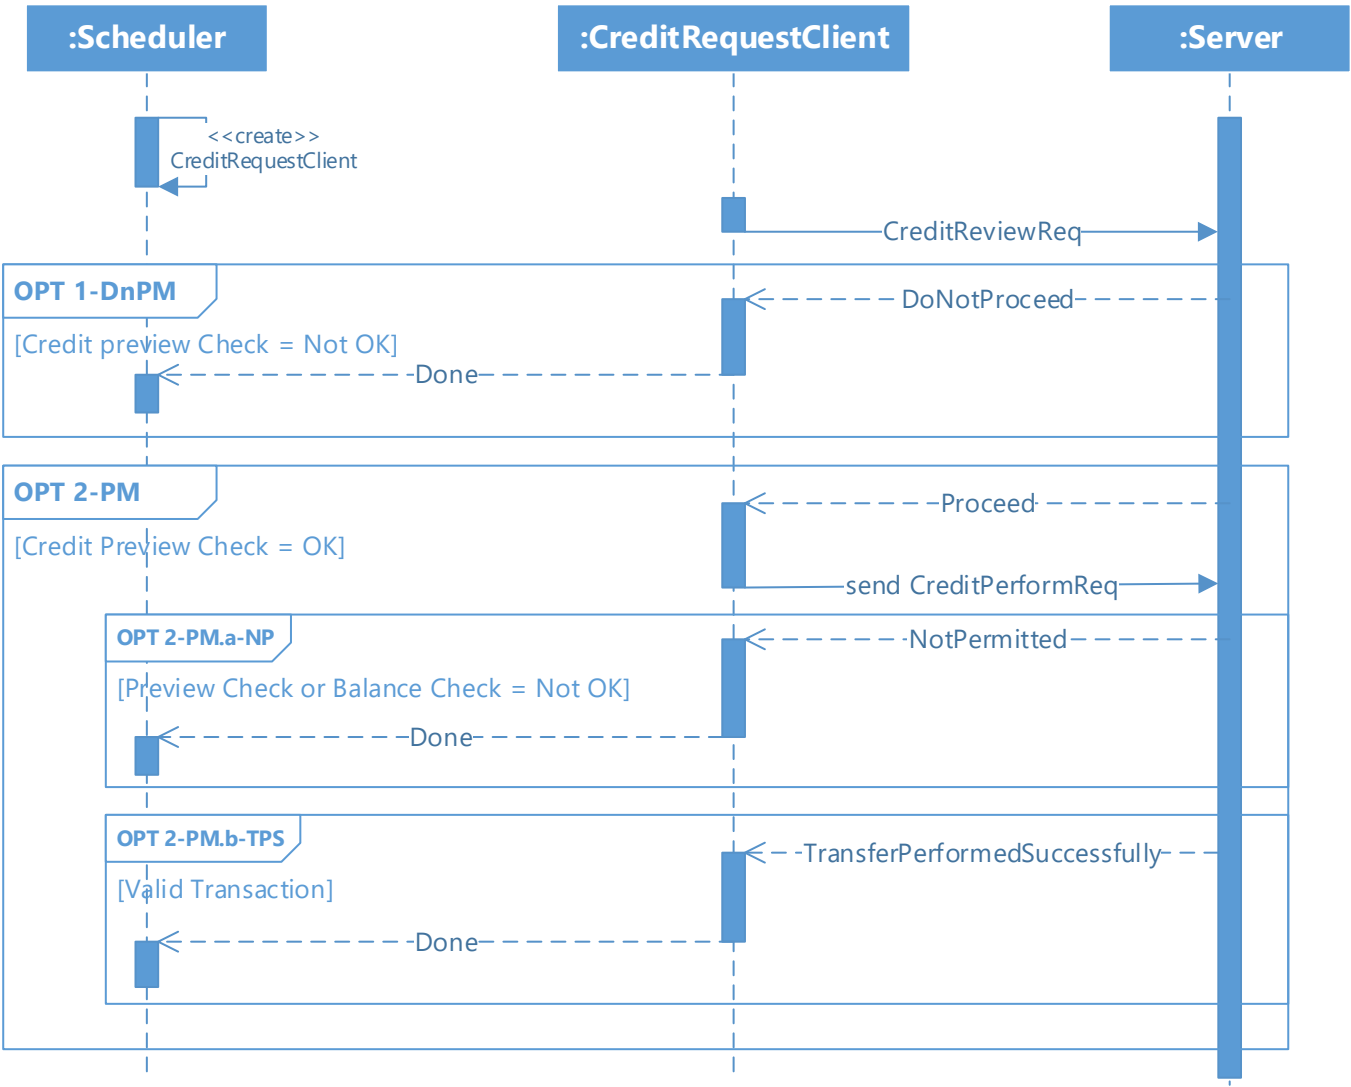 :Scheduler
:CreditRequestClient
:Server
<<create>>
CreditRequestClient
CreditReviewReq
OPT 1-DnPM
DoNotProceed
[Credit preview Check = Not OK]
Done
OPT 2-PM
Proceed
[Credit Preview Check = OK]
send CreditPerformReq
OPT 2-PM.a-NP
NotPermitted
[Preview Check or Balance Check = Not OK]
Done
OPT 2-PM.b-TPS
TransferPerformedSuccessfully
[Valid Transaction]
Done